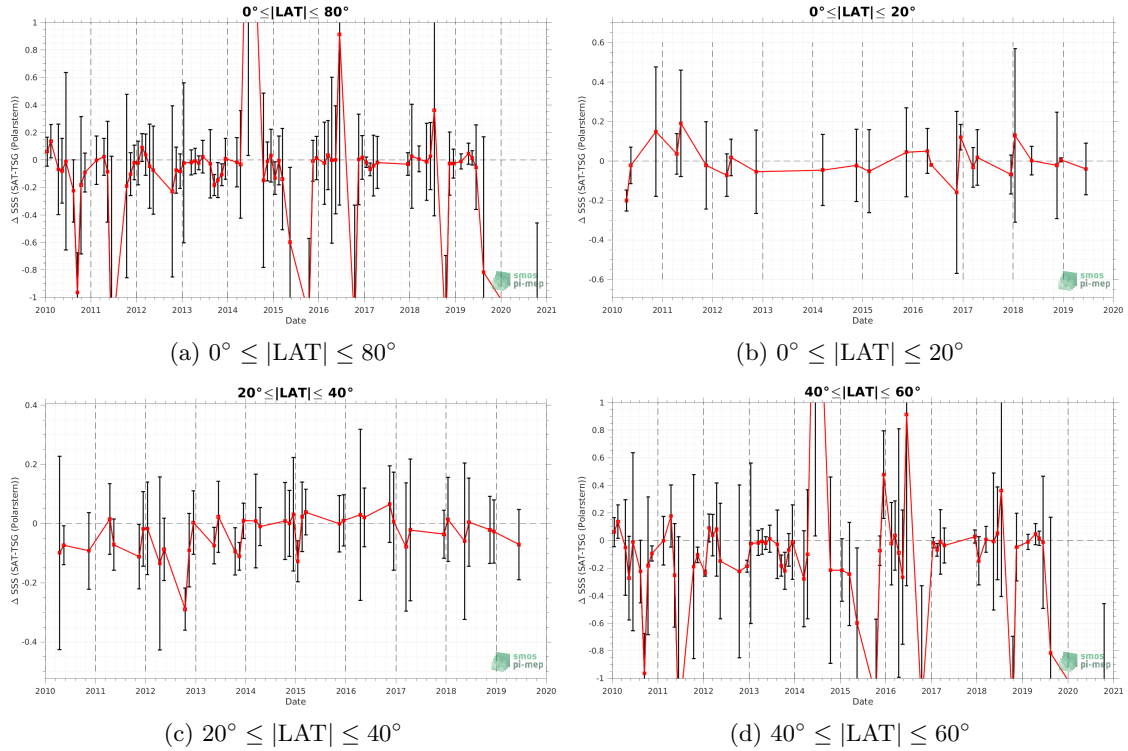 0°≤|LAT|≤ 80°
Δ SSS (SAT-TSG (Polarstern))
1
0.8
0.6
0.4
0.2
0
-0.2
-0.4
-0.6
-0.8
-1
2010 2011 2012 2013 2014 2015 2016 2017 2018 2019 2020 2021
Date
smos
pi-mep
(a) 0° ≤ |LAT| ≤ 80°
0°≤|LAT|≤ 20°
Δ SSS (SAT-TSG (Polarstern))
0.6
0.4
0.2
0
-0.2
-0.4
-0.6
2010 2011 2012 2013 2014 2015 2016 2017 2018 2019 2020
Date
smos
pi-mep
(b) 0° ≤ |LAT| ≤ 20°
20°≤|LAT|≤ 40°
Δ SSS (SAT-TSG (Polarstern))
0.4
0.2
0
-0.2
-0.4
2010 2011 2012 2013 2014 2015 2016 2017 2018 2019 2020
Date
smos
pi-mep
(c) 20° ≤ |LAT| ≤ 40°
40°≤|LAT|≤ 60°
Δ SSS (SAT-TSG (Polarstern))
1
0.8
0.6
0.4
0.2
0
-0.2
-0.4
-0.6
-0.8
-1
2010 2011 2012 2013 2014 2015 2016 2017 2018 2019 2020 2021
Date
smos
pi-mep
(d) 40° ≤ |LAT| ≤ 60°